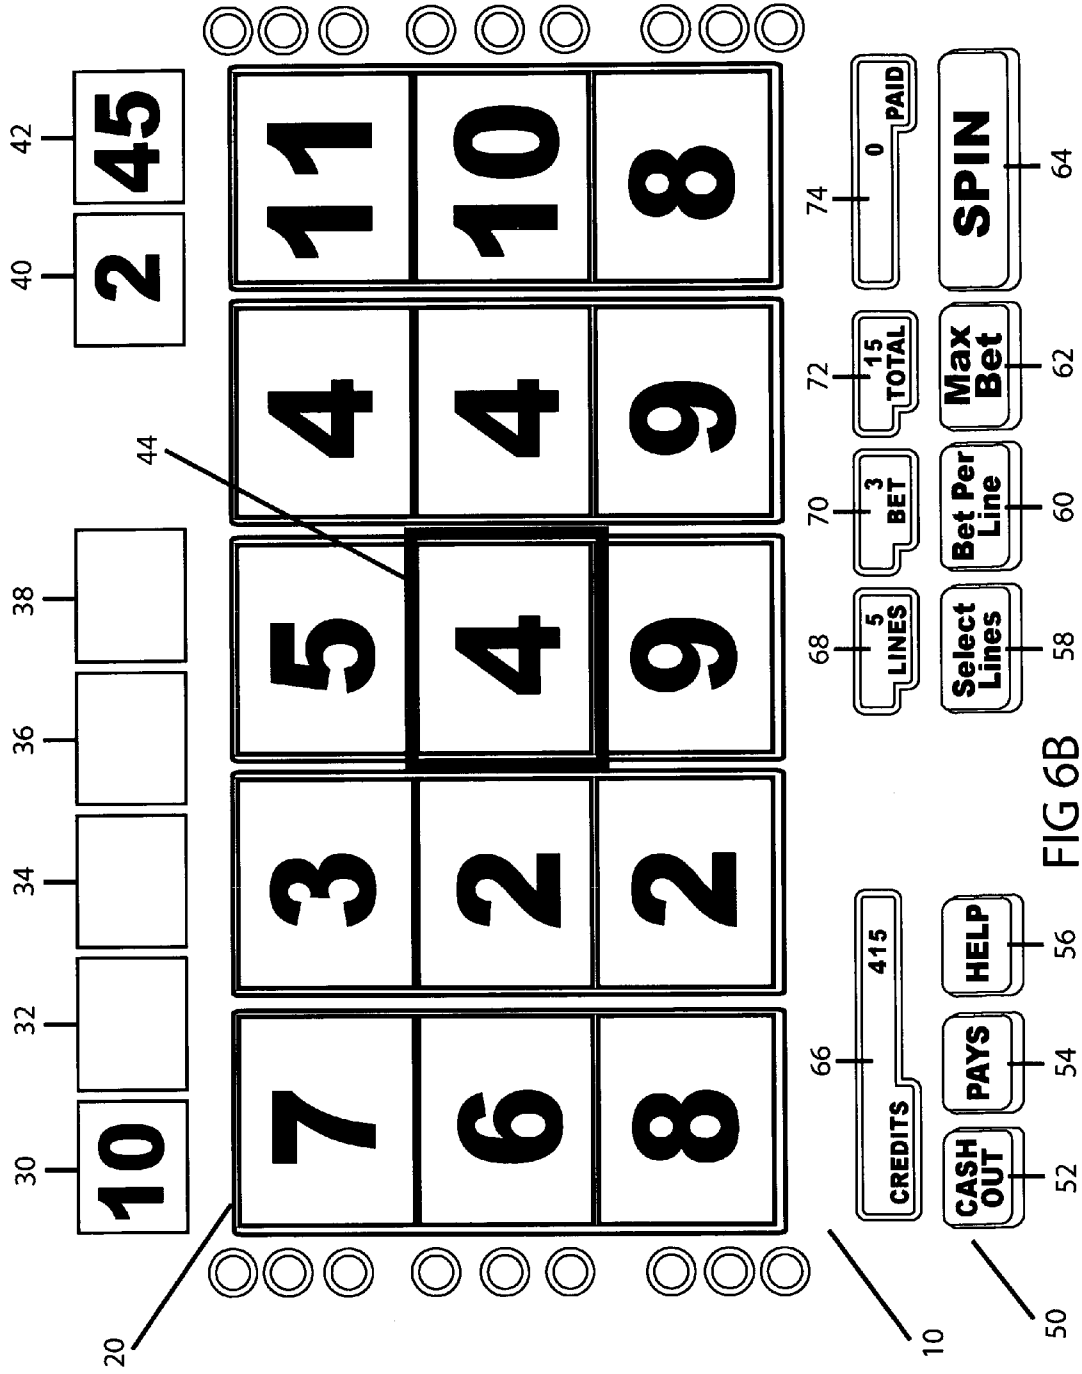 30 32 34 36 38 40 42
10 2 45
20 44
7 3 5 4 11
6 2 4 4 10
8 2 9 9 8
66 68 70 72 74
415 5 3 15 0
CREDITS LINES BET TOTAL PAID
CASH OUT
PAYS
HELP
Select Lines
Bet Per Line
Max Bet
SPIN
10
52 54 56 58 60 62 64
50
FIG 6B